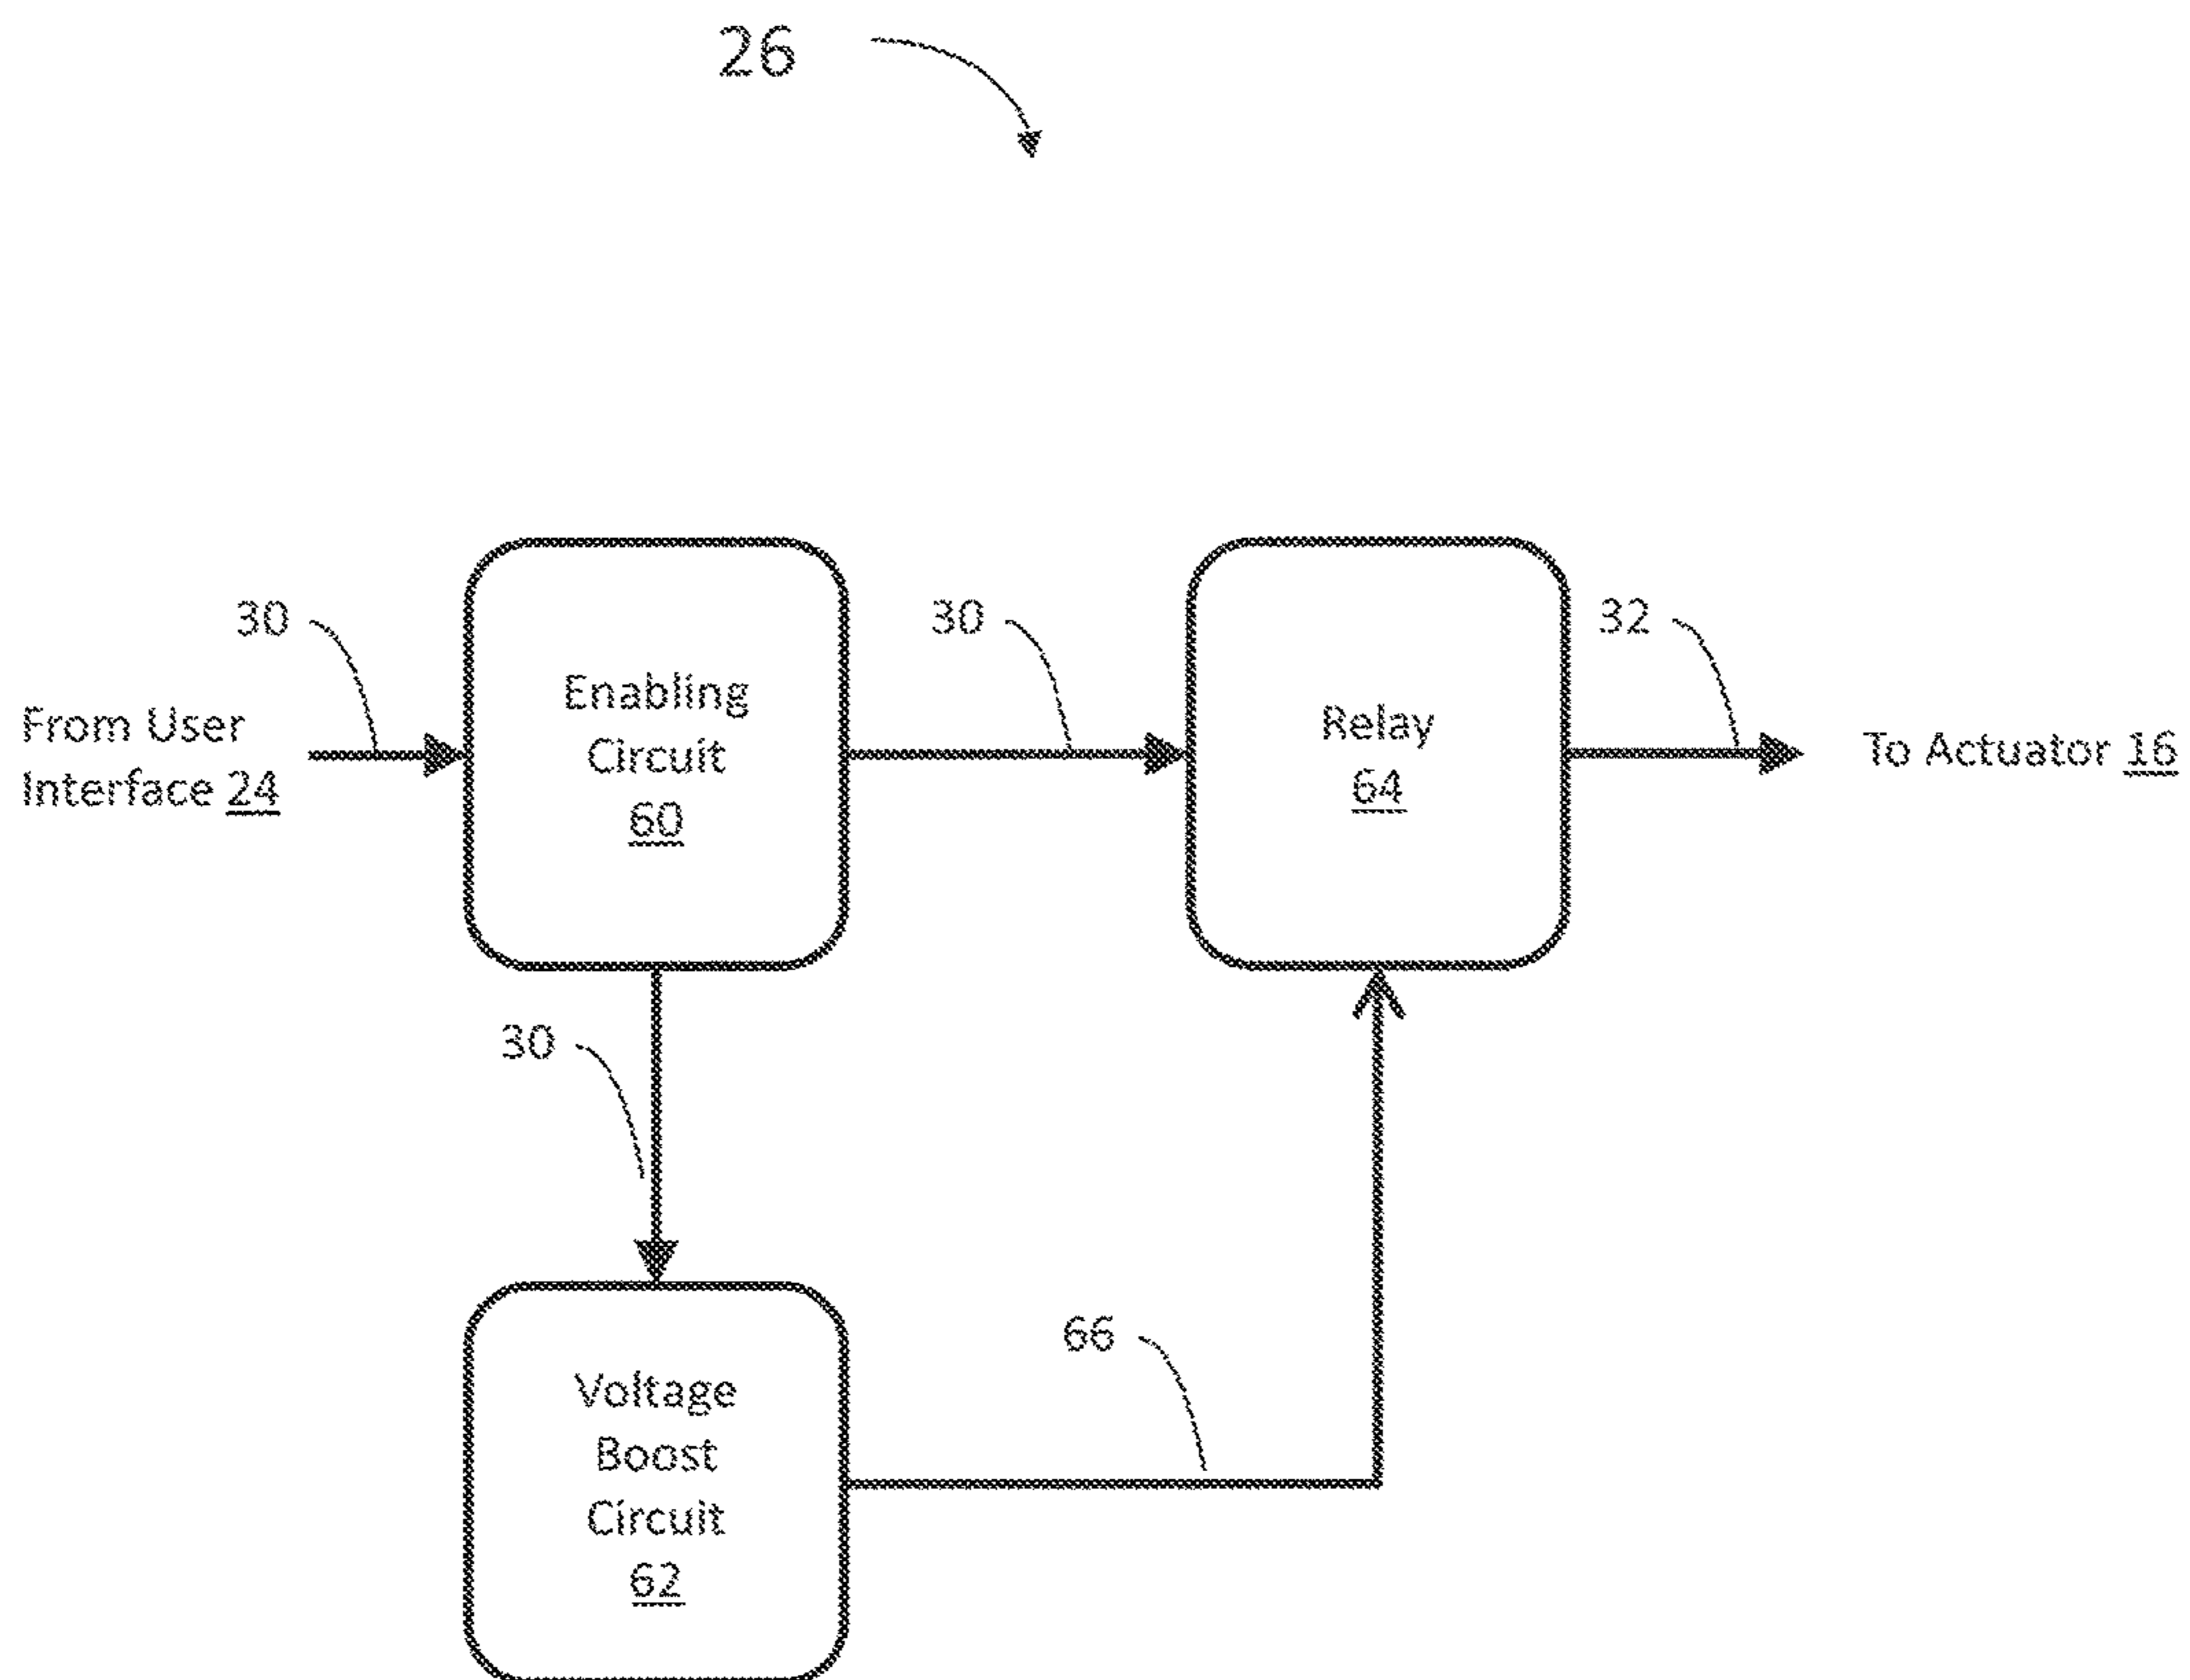 26
30
30
32
From User
Interface 24
Enabling
Circuit
60
Relay
64
To Actuator 16
30
66
Voltage
Boost
Circuit
62